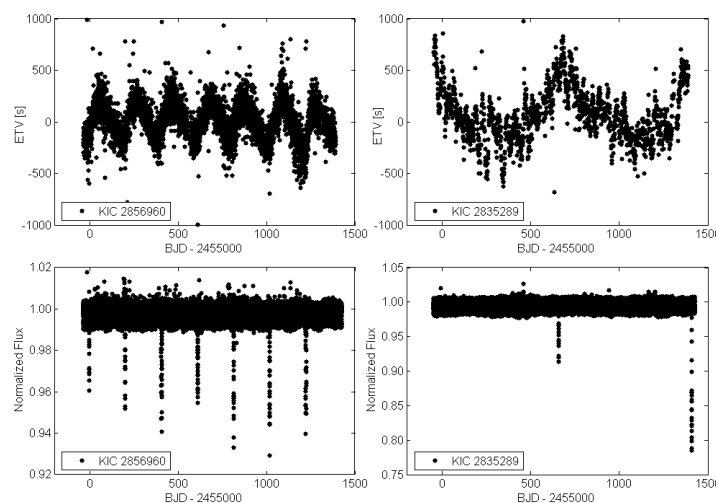 1000
500
0
-500
-1000
ETV [s]
KIC 2856960
0 500 1000 1500
BJD - 2455000
1000
500
0
-500
-1000
ETV [s]
KIC 2835289
0 500 1000 1500
BJD - 2455000
1.02
1.00
0.98
0.96
0.94
0.92
Normalized Flux
KIC 2856960
0 500 1000 1500
BJD - 2455000
1.05
1.00
0.95
0.90
0.85
0.80
0.75
Normalized Flux
KIC 2835289
0 500 1000 1500
BJD - 2455000